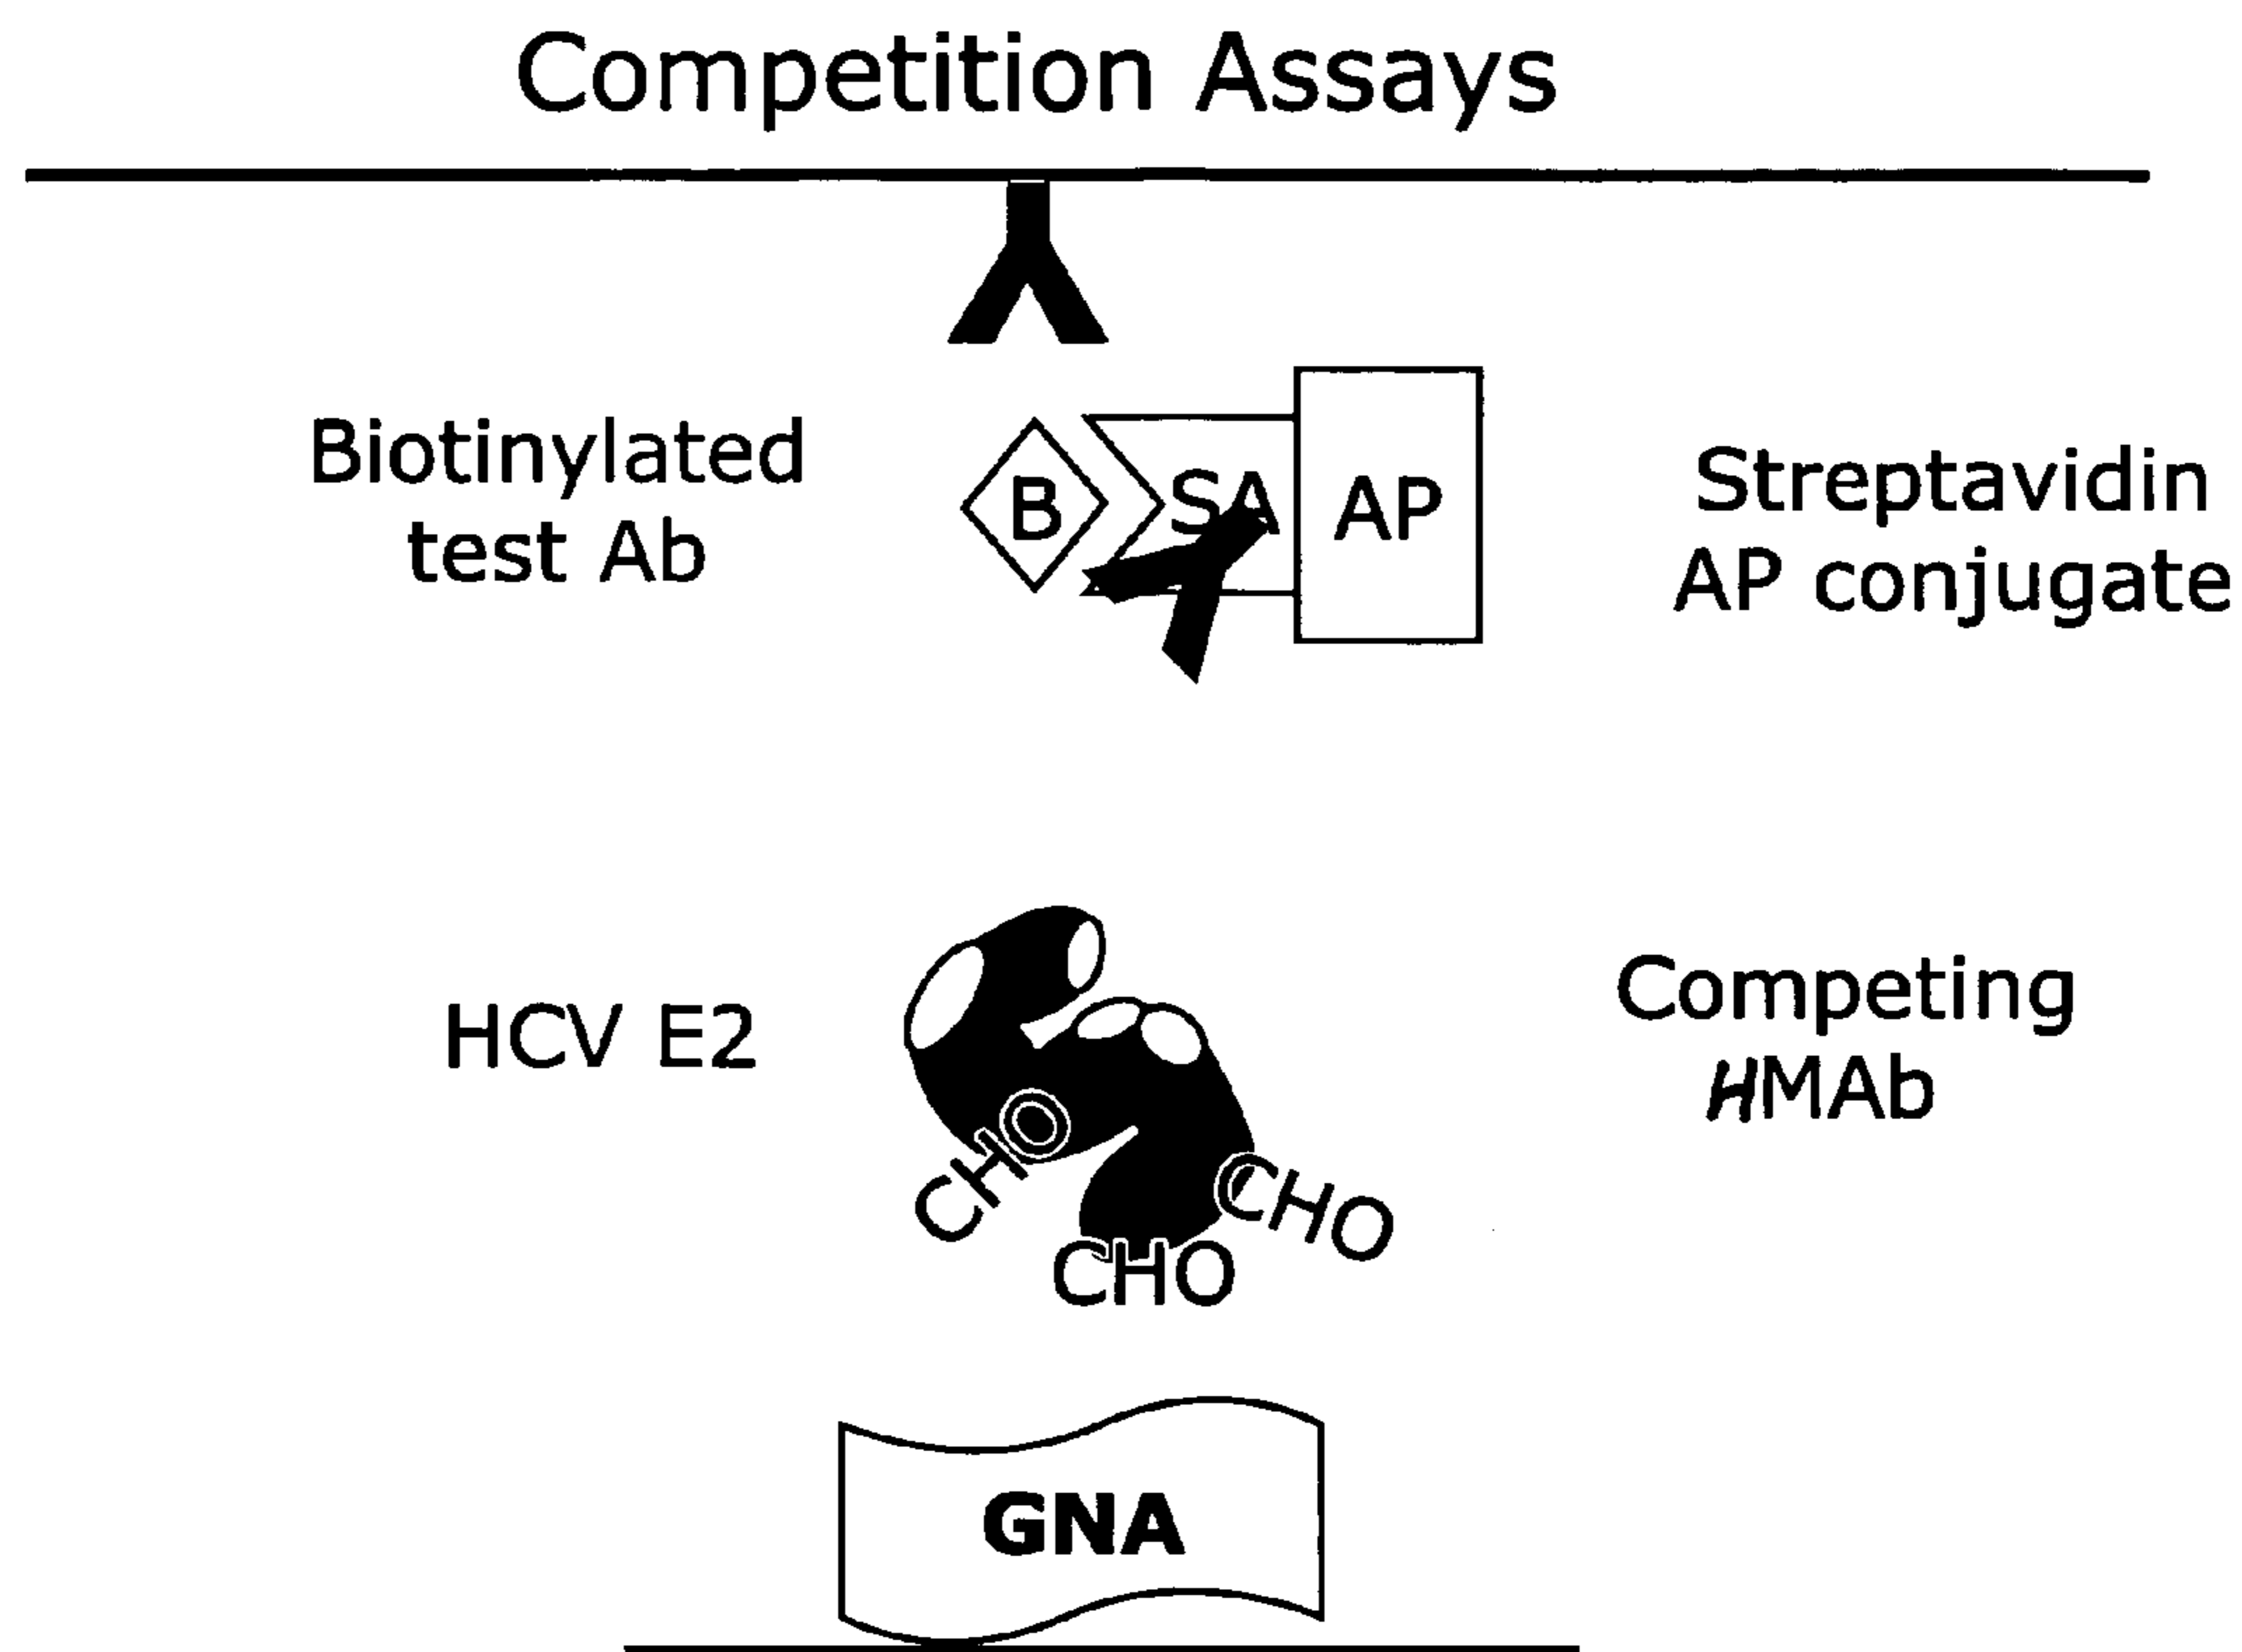 Competition Assays
Biotinylated
test Ab
B
SA
AP
Streptavidin
AP conjugate
HCV E2
Competing
HMAb
CHO
CHO
CHO
GNA